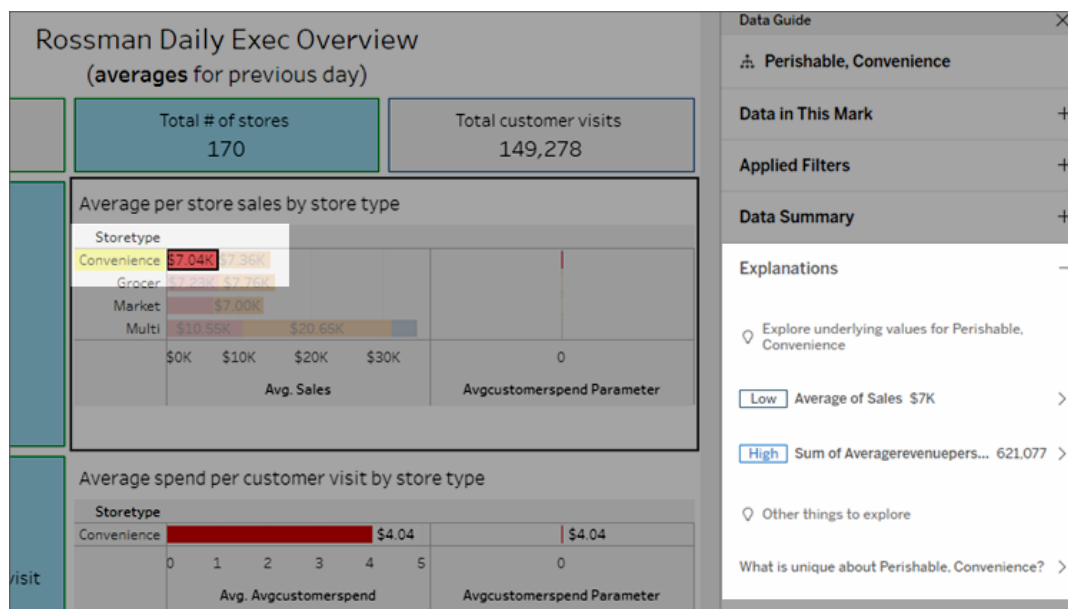 Rossman Daily Exec Overview
(averages for previous day)
Total # of stores
170
Total customer visits
149,278
Average per store sales by store type
Storetype
Convenience $7.04K $7.36K
Grocer $7.23K $7.76K
Market $7.00K
Multi $10.55K $20.65K
$0K $10K $20K $30K 0
Avg. Sales Avgcustomerspend Parameter
Average spend per customer visit by store type
Storetype
Convenience $4.04 $4.04
0 1 2 3 4 5 0
Avg. Avgcustomerspend Avgcustomerspend Parameter
visit
Data Guide
Perishable, Convenience
Data in This Mark
Applied Filters
Data Summary
Explanations
Explore underlying values for Perishable,
Convenience
Low Average of Sales $7K
High Sum of Averagerevenuepers... 621,077
Other things to explore
What is unique about Perishable, Convenience?